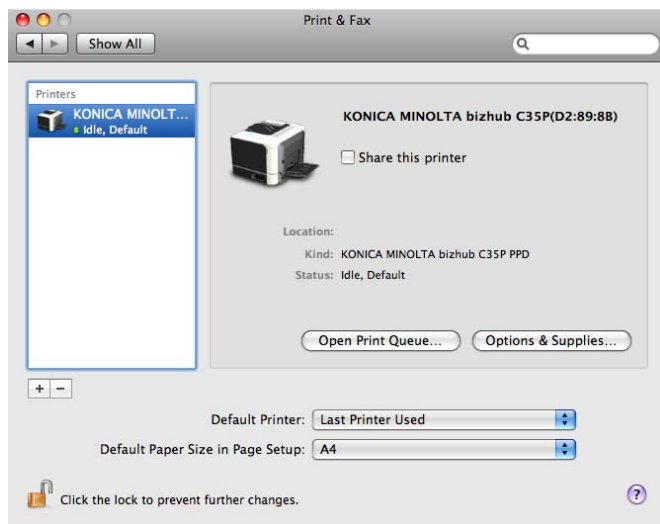 Print & Fax
Show All
Printers
KONICA MINOLT...
Idle, Default
KONICA MINOLTA bizhub C35P(D2:89:8B)
Share this printer
Location:
Kind: KONICA MINOLTA bizhub C35P PPD
Status: Idle, Default
Open Print Queue... Options & Supplies...
+ −
Default Printer: Last Printer Used
Default Paper Size in Page Setup: A4
Click the lock to prevent further changes.
?